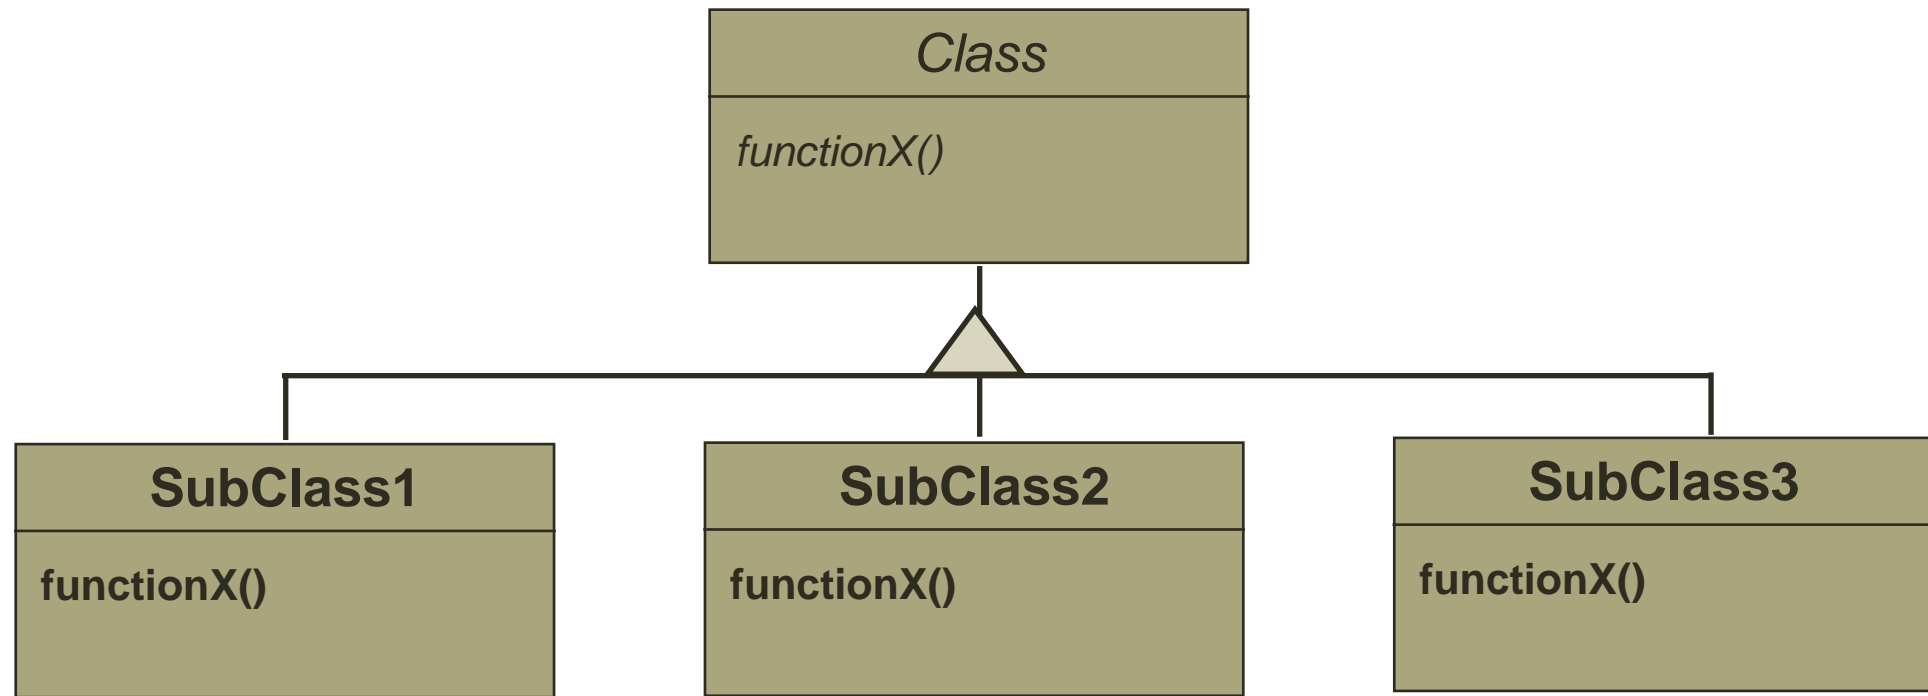 Class
functionX()
SubClass1
functionX()
SubClass2
functionX()
SubClass3
functionX()